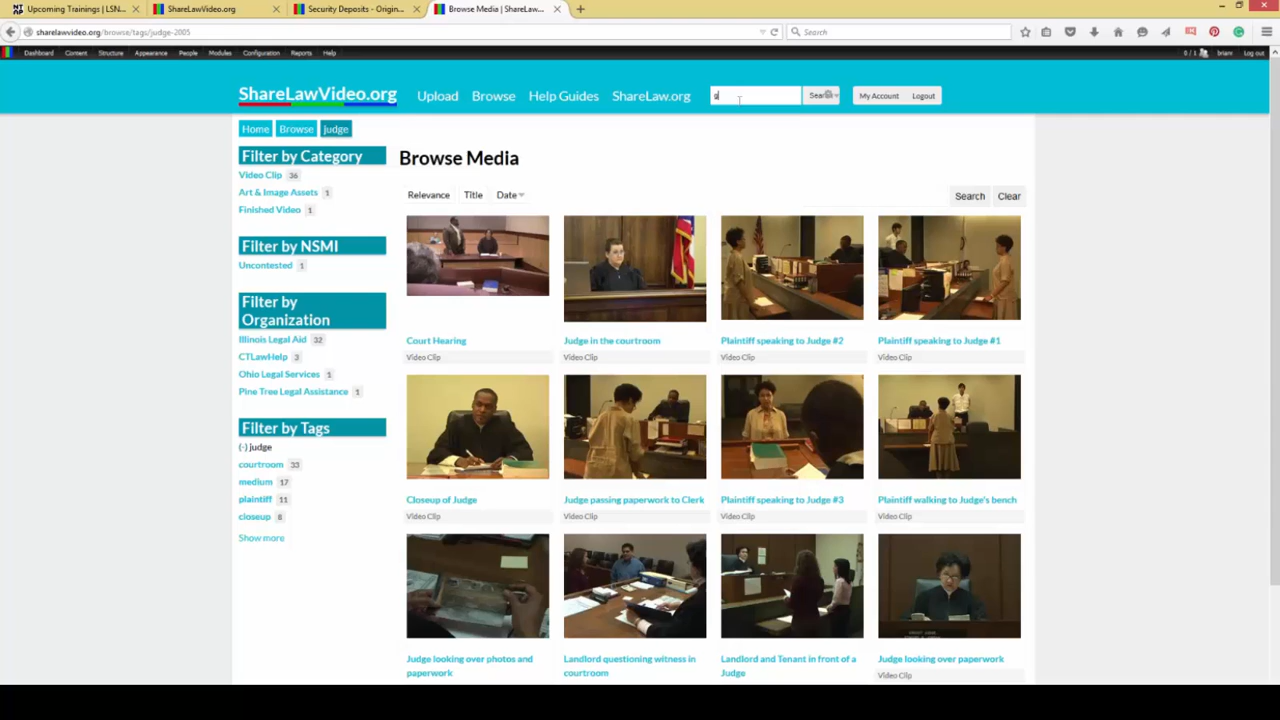 Upcoming Trainings | LSN...
ShareLawVideo.org
Security Deposits - Origin...
Browse Media | ShareLaw...
sharelawvideo.org/browse/tags/judge-2005
Search
Dashboard Content Structure Appearance People Modules Configuration Reports Help
0 / 1 brianr Log out
ShareLawVideo.org
Upload Browse Help Guides ShareLaw.org
My Account Logout
Home Browse judge
Filter by Category
Video Clip 36
Art & Image Assets 1
Finished Video 1
Filter by NSMI
Uncontested 1
Filter by
Organization
Illinois Legal Aid 32
CTLawHelp 3
Ohio Legal Services 1
Pine Tree Legal Assistance 1
Filter by Tags
(-) judge
courtroom 33
medium 17
plaintiff 11
closeup 8
Show more
Browse Media
Relevance Title Date
Search Clear
Court Hearing
Video Clip
Judge in the courtroom
Video Clip
Plaintiff speaking to Judge #2
Video Clip
Plaintiff speaking to Judge #1
Video Clip
Closeup of Judge
Video Clip
Judge passing paperwork to Clerk
Video Clip
Plaintiff speaking to Judge #3
Video Clip
Plaintiff walking to Judge's bench
Video Clip
Judge looking over photos and
paperwork
Landlord questioning witness in
courtroom
Landlord and Tenant in front of a
Judge
Judge looking over paperwork
Video Clip